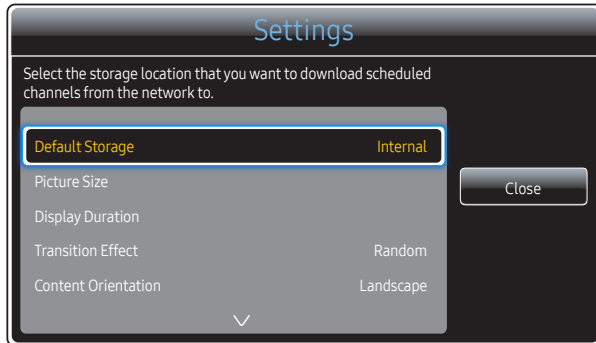 Settings
Select the storage location that you want to download scheduled
channels from the network to.
Default Storage Internal
Picture Size
Close
Display Duration
Transition Effect Random
Content Orientation Landscape